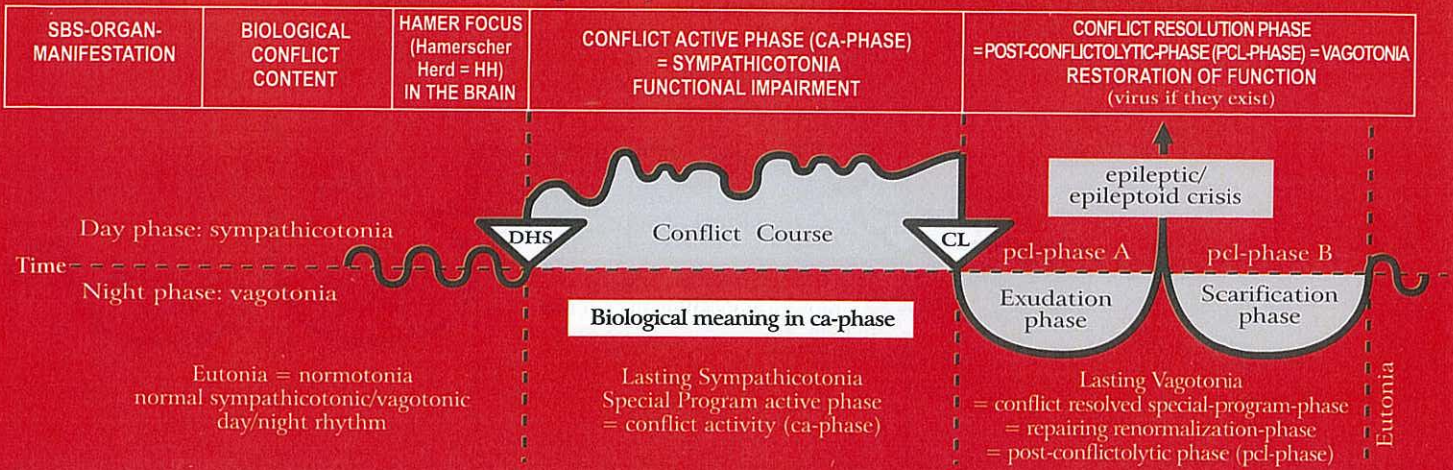 SBS-ORGAN-
MANIFESTATION
BIOLOGICAL
CONFLICT
CONTENT
HAMER FOCUS
(Hamerscher
Herd = HH)
IN THE BRAIN
CONFLICT ACTIVE PHASE (CA-PHASE)
= SYMPATHICOTONIA
FUNCTIONAL IMPAIRMENT
CONFLICT RESOLUTION PHASE
=POST-CONFLICTOLYTIC-PHASE (PCL-PHASE) = VAGOTONIA
RESTORATION OF FUNCTION
(virus if they exist)
epileptic/
epileptoid crisis
Day phase: sympathicotonia
DHS
Conflict Course
CL
pcl-phase A
pcl-phase B
Time
Night phase: vagotonia
Exudation
phase
Scarification
phase
Biological meaning in ca-phase
Eutonia = normotonia
normal sympathicotonic/vagotonic
day/night rhythm
Lasting Sympathicotonia
Special Program active phase
= conflict activity (ca-phase)
Lasting Vagotonia
= conflict resolved special-program-phase
= repairing renormalization-phase
= post-conflictolytic phase (pcl-phase)
Eutonia